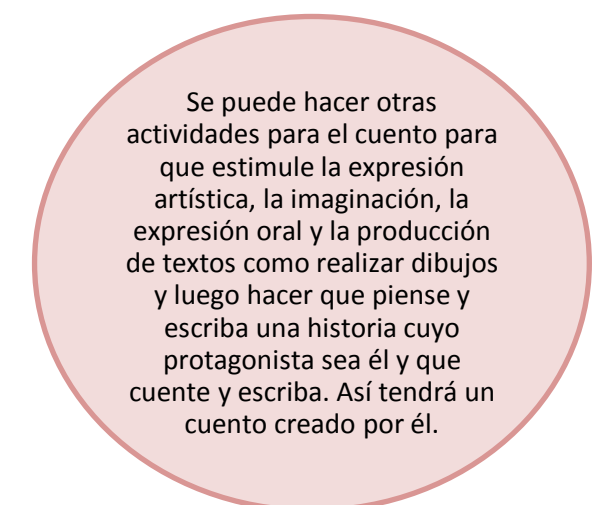 Se puede hacer otras
actividades para el cuento para
que estimule la expresión
artística, la imaginación, la
expresión oral y la producción
de textos como realizar dibujos
y luego hacer que piense y
escriba una historia cuyo
protagonista sea él y que
cuente y escriba. Así tendrá un
cuento creado por él.